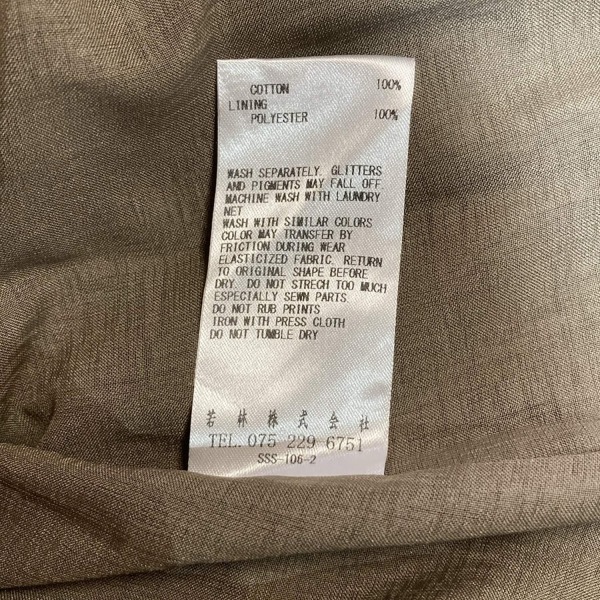 COTTON 100%
LINING
POLYESTER 100%
WASH SEPARATELY. GLITTERS
AND PIGMENTS MAY FALL OFF.
MACHINE WASH WITH LAUNDRY
NET
WASH WITH SIMILAR COLORS
COLOR MAY TRANSFER BY
FRICTION DURING WEAR
ELASTICIZED FABRIC. RETURN
TO ORIGINAL SHAPE BEFORE
DRY. DO NOT STRECH TOO MUCH
ESPECIALLY SEWN PARTS
DO NOT RUB PRINTS
IRON WITH PRESS CLOTH
DO NOT TUMBLE DRY
若林株式会社
TEL. 075 229 6751
SSS-106-2